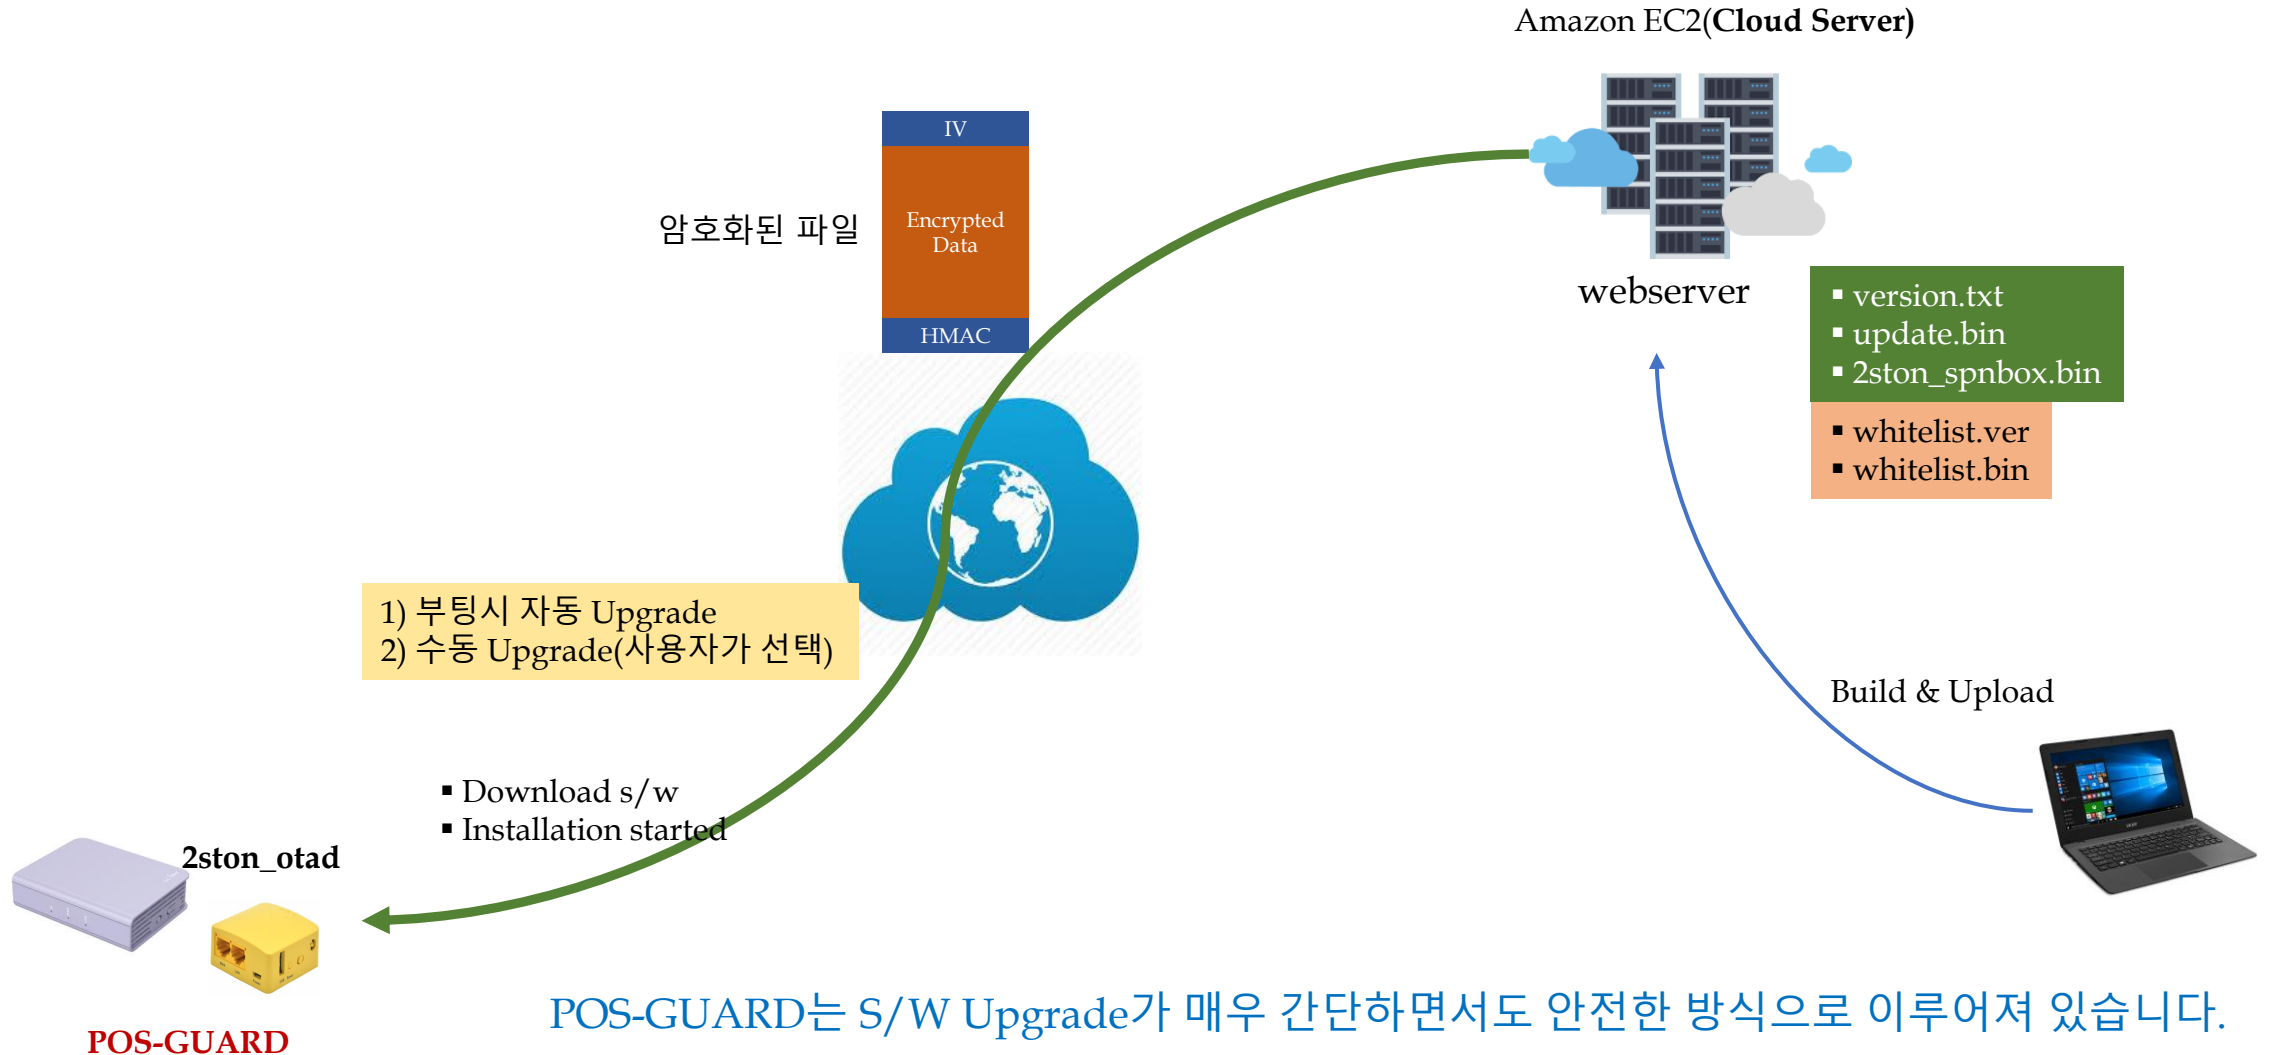 Amazon EC2(Cloud Server)
IV
Encrypted
Data
HMAC
암호화된 파일
webserver
▪ version.txt
▪ update.bin
▪ 2ston_spnbox.bin
▪ whitelist.ver
▪ whitelist.bin
1) 부팅시 자동 Upgrade
2) 수동 Upgrade(사용자가 선택)
Build & Upload
▪ Download s/w
▪ Installation started
2ston_otad
POS-GUARD
POS-GUARD는 S/W Upgrade가 매우 간단하면서도 안전한 방식으로 이루어져 있습니다.